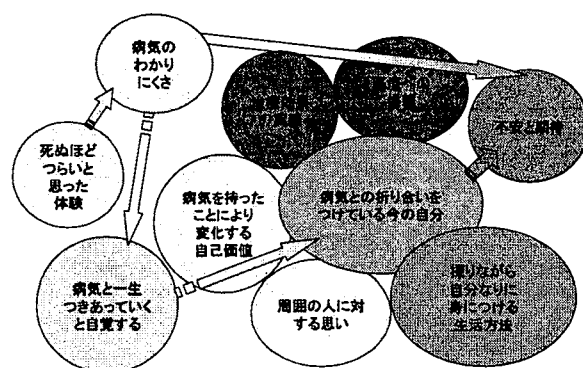 病気の
わかり
にくさ
死ぬほど
つらいと
思った
体験
不安と期待
病気を持った
ことにより
変化する
自己価値
病気との折り合いを
つけている今の自分
病気と一生
つきあっていく
と自覚する
周囲の人に対
する思い
探りながら
自分なりに
身につける
生活方法